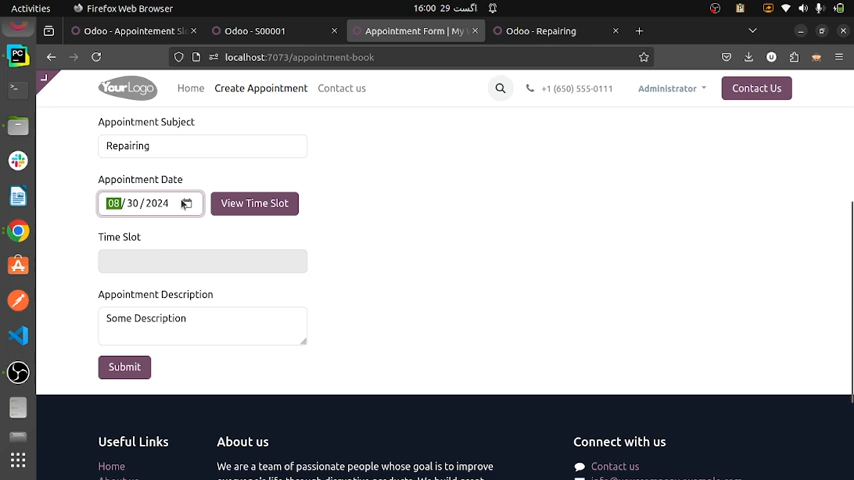 Activities
Firefox Web Browser
16:00 29 اگست
Odoo - Appointment Sl
Odoo - S00001
Appointment Form | My
Odoo - Repairing
localhost:7073/appointment-book
YourLogo
Home
Create Appointment
Contact us
+1 (650) 555-0111
Administrator
Contact Us
Appointment Subject
Repairing
Appointment Date
08/30/2024
View Time Slot
Time Slot
Appointment Description
Some Description
Submit
Useful Links
About us
Connect with us
Home
We are a team of passionate people whose goal is to improve
Contact us